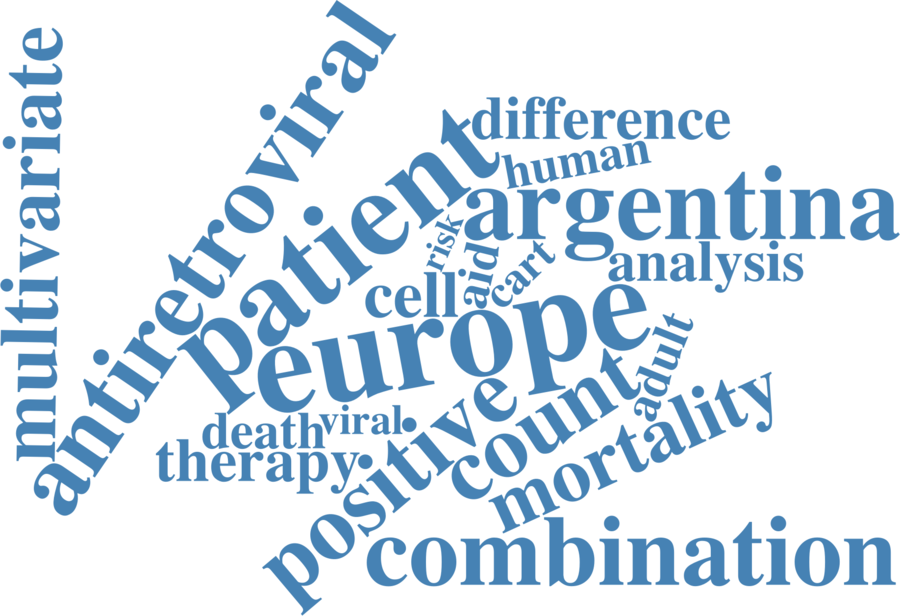 multivariate
antiretroviral
patient
difference
human
argentina
risk
aid
cart
analysis
cell
europe
adult
death
viral
therapy
positive
count
mortality
combination